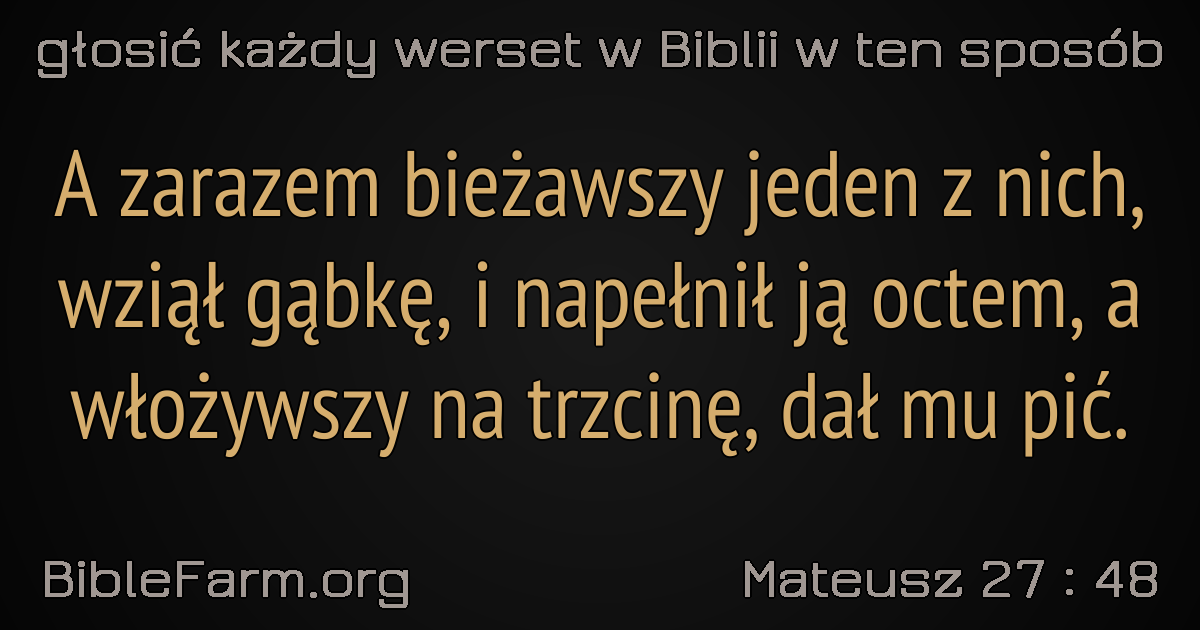 głosić każdy werset w Biblii w ten sposób
A zarazem bieżawszy jeden z nich,
wziął gąbkę, i napełnił ją octem, a
włożywszy na trzcinę, dał mu pić.
BibleFarm.org
Mateusz 27 : 48